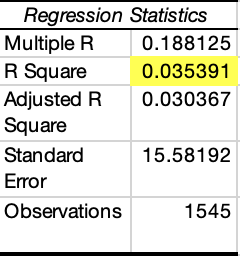 Regression Statistics
Multiple R 0.188125
R Square 0.035391
Adjusted R 0.030367
Square
Standard 15.58192
Error
Observations 1545